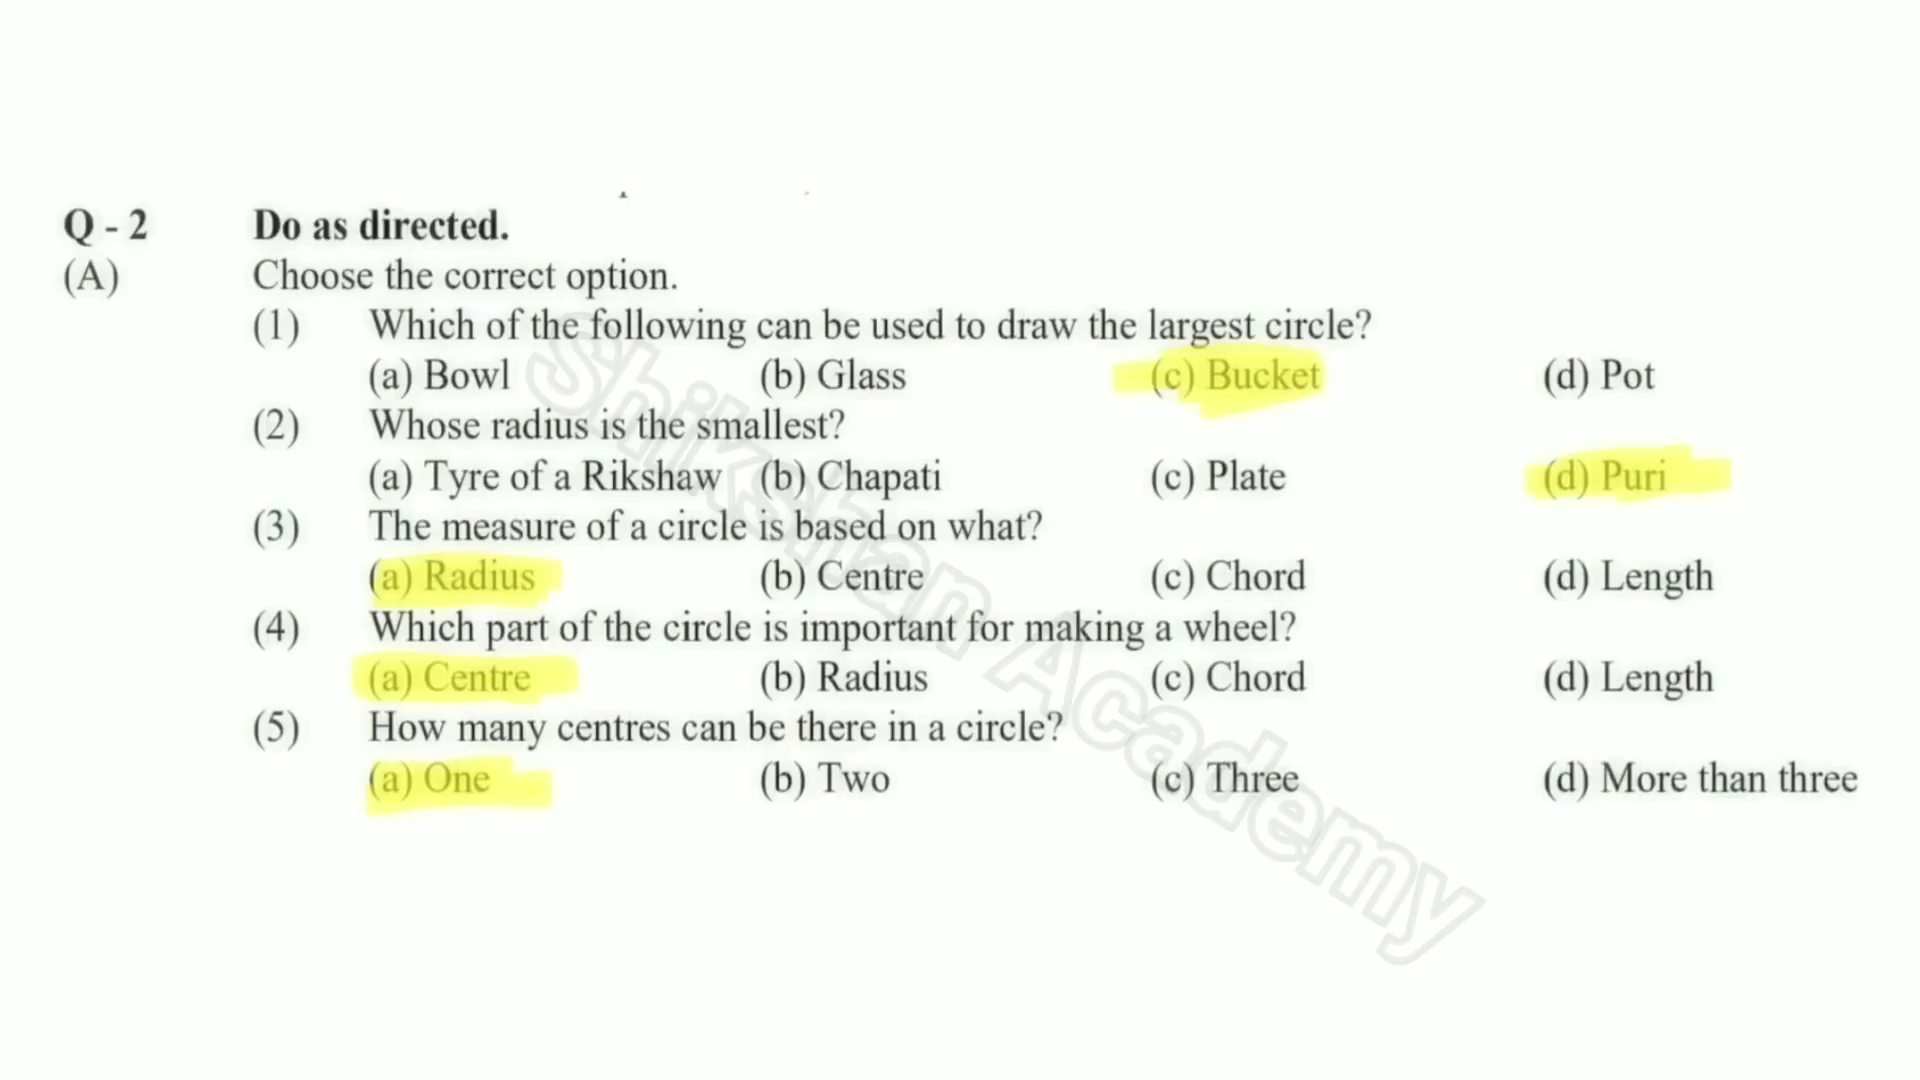 Q - 2 Do as directed.
(A) Choose the correct option.
(1) Which of the following can be used to draw the largest circle?
(a) Bowl (b) Glass (c) Bucket (d) Pot
(2) Whose radius is the smallest?
(a) Tyre of a Rikshaw (b) Chapati (c) Plate (d) Puri
(3) The measure of a circle is based on what?
(a) Radius (b) Centre (c) Chord (d) Length
(4) Which part of the circle is important for making a wheel?
(a) Centre (b) Radius (c) Chord (d) Length
(5) How many centres can be there in a circle?
(a) One (b) Two (c) Three (d) More than three
Shikshan Academy